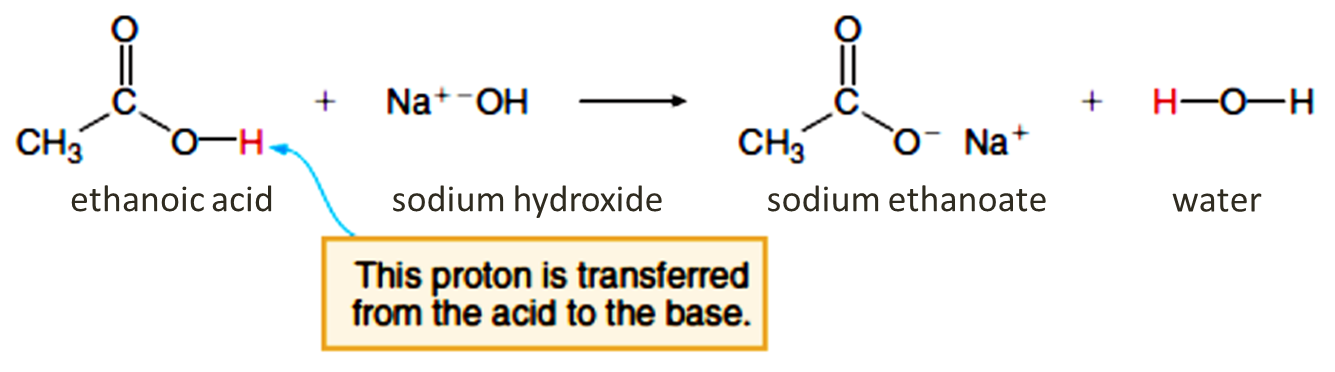 O O
C + Na⁺ ⁻OH C + H—O—H
CH₃ O—H CH₃ O⁻ Na⁺
ethanoic acid sodium hydroxide sodium ethanoate water
This proton is transferred
from the acid to the base.